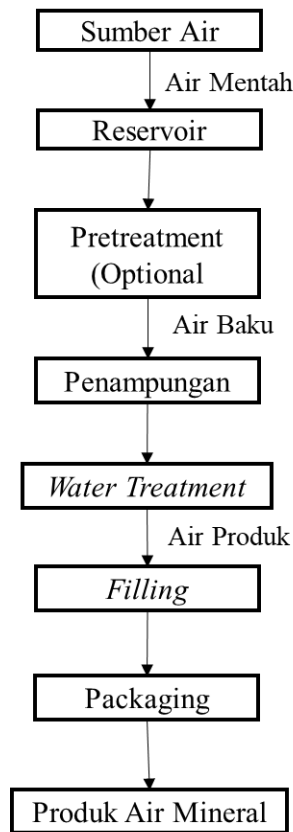 Sumber Air
Air Mentah
Reservoir
Pretreatment
(Optional
Air Baku
Penampungan
Water Treatment
Air Produk
Filling
Packaging
Produk Air Mineral